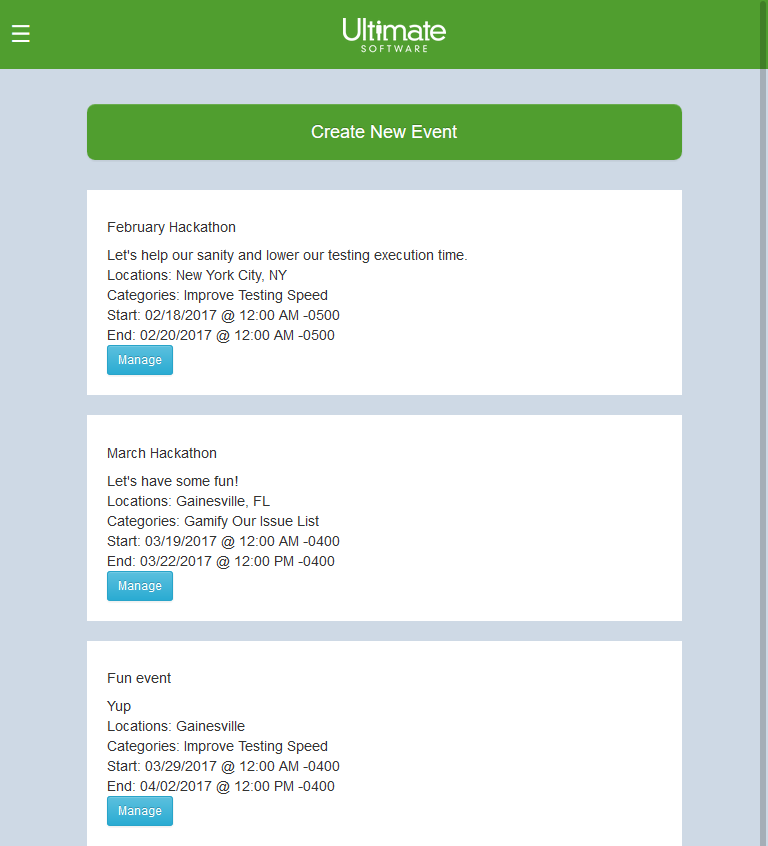 Ultimate
SOFTWARE
Create New Event
February Hackathon
Let's help our sanity and lower our testing execution time.
Locations: New York City, NY
Categories: Improve Testing Speed
Start: 02/18/2017 @ 12:00 AM -0500
End: 02/20/2017 @ 12:00 AM -0500
Manage
March Hackathon
Let's have some fun!
Locations: Gainesville, FL
Categories: Gamify Our Issue List
Start: 03/19/2017 @ 12:00 AM -0400
End: 03/22/2017 @ 12:00 PM -0400
Manage
Fun event
Yup
Locations: Gainesville
Categories: Improve Testing Speed
Start: 03/29/2017 @ 12:00 AM -0400
End: 04/02/2017 @ 12:00 PM -0400
Manage